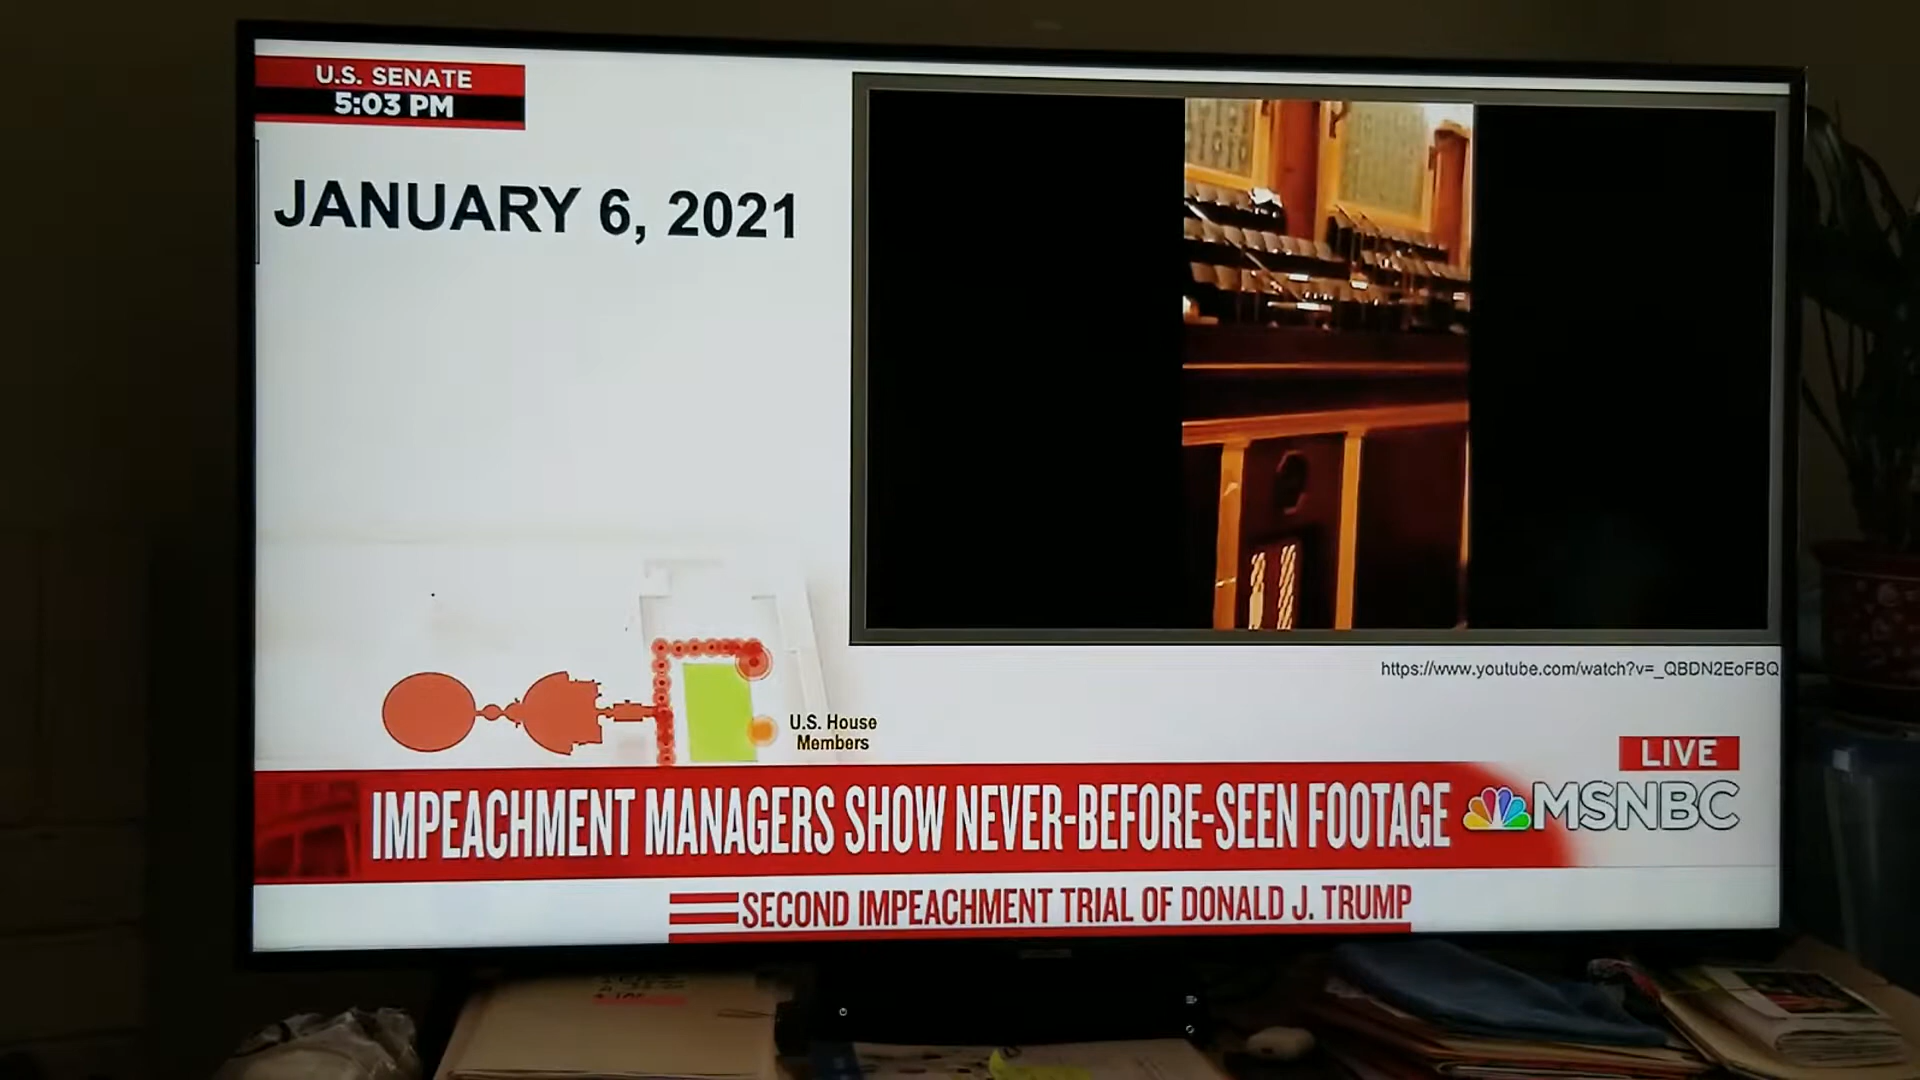 U.S. SENATE
5:03 PM
JANUARY 6, 2021
https://www.youtube.com/watch?v=_QBDN2EoFBQ
U.S. House
Members
LIVE
IMPEACHMENT MANAGERS SHOW NEVER-BEFORE-SEEN FOOTAGE
MSNBC
SECOND IMPEACHMENT TRIAL OF DONALD J. TRUMP